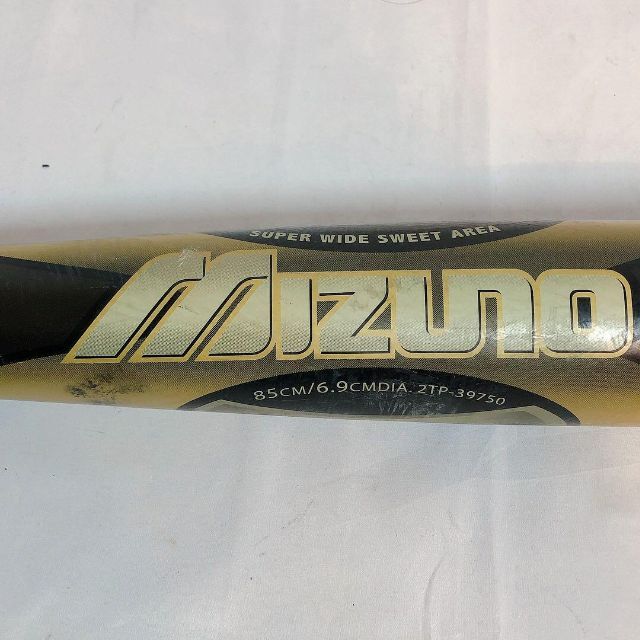 SUPER WIDE SWEET AREA
MIZUNO
85CM/6.9CMDIA. 2TP-39750